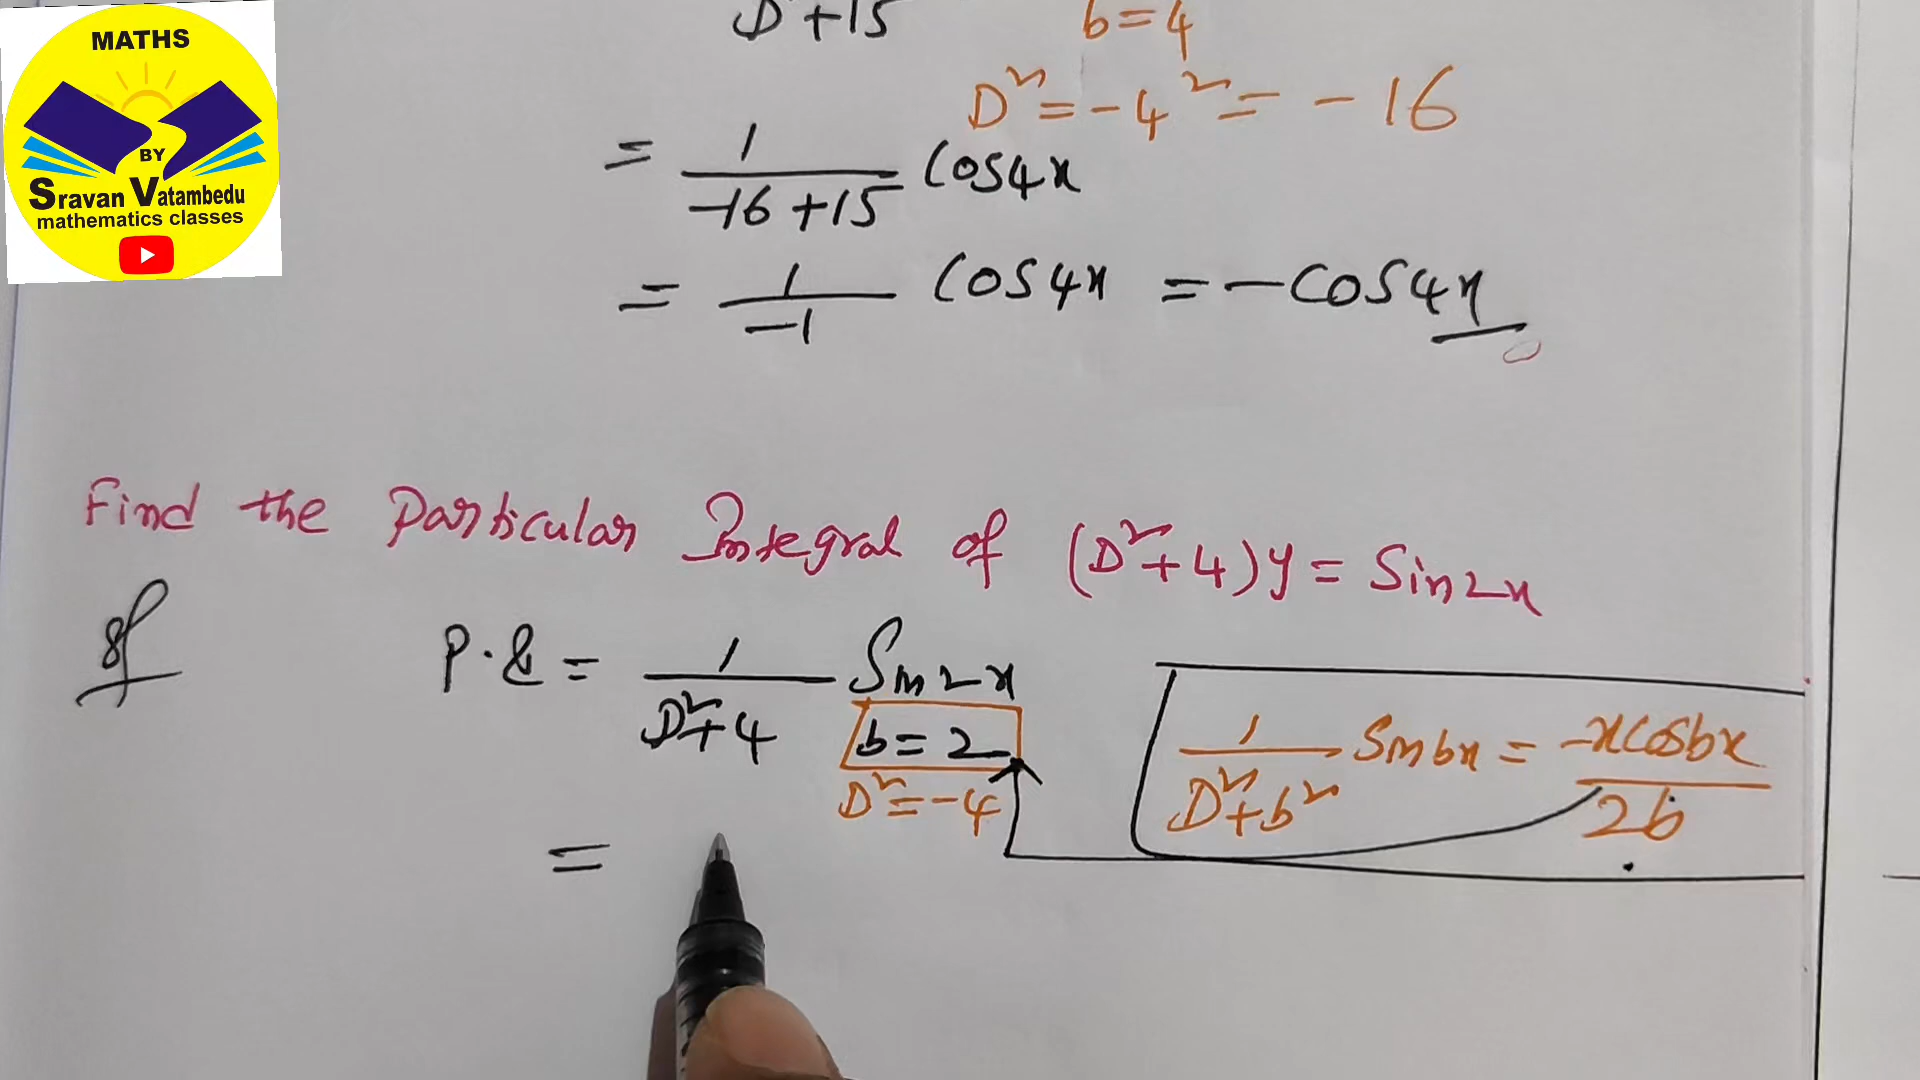 MATHS
BY
Sravan Vatambedu
mathematics classes
D²+15
b=4
D²=-4²=-16
= 1/(-16+15) Cos4x
= 1/-1 Cos4x = -Cos4x
Find the Particular Integral of (D²+4)y = Sin2x
Sol
P.I = 1/(D²+4) Sin2x
b=2
D²=-4
1/(D²+b²) Sinbx = -xcosbx/2b
=